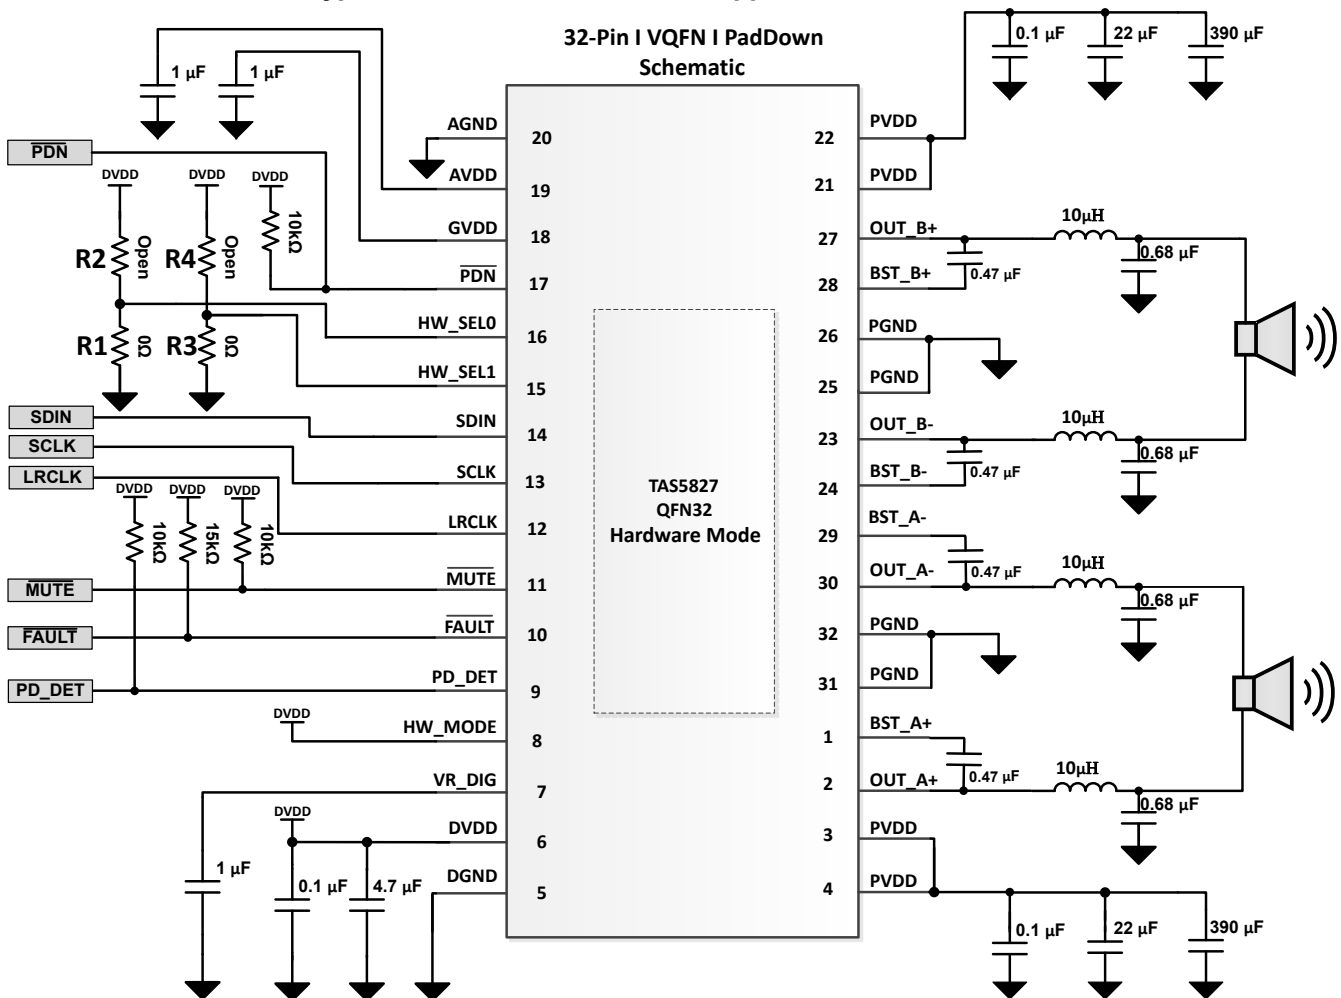 32-Pin I VQFN I PadDown
Schematic
1 µF
1 µF
0.1 µF
22 µF
390 µF
PDN
DVDD
DVDD
DVDD
R2
Open
R4
Open
10kΩ
R1
0Ω
R3
0Ω
SDIN
SCLK
LRCLK
DVDD
DVDD
DVDD
10kΩ
15kΩ
10kΩ
MUTE
FAULT
PD_DET
DVDD
DVDD
1 µF
0.1 µF
4.7 µF
AGND 20
AVDD 19
GVDD 18
PDN 17
HW_SEL0 16
HW_SEL1 15
SDIN 14
SCLK 13
LRCLK 12
MUTE 11
FAULT 10
PD_DET 9
HW_MODE 8
VR_DIG 7
DVDD 6
DGND 5
TAS5827
QFN32
Hardware Mode
22 PVDD
21 PVDD
27 OUT_B+
28 BST_B+
26 PGND
25 PGND
23 OUT_B-
24 BST_B-
29 BST_A-
30 OUT_A-
32 PGND
31 PGND
1 BST_A+
2 OUT_A+
3 PVDD
4 PVDD
10µH
0.47 µF
0.68 µF
10µH
0.47 µF
0.68 µF
10µH
0.47 µF
0.68 µF
10µH
0.47 µF
0.68 µF
0.1 µF
22 µF
390 µF